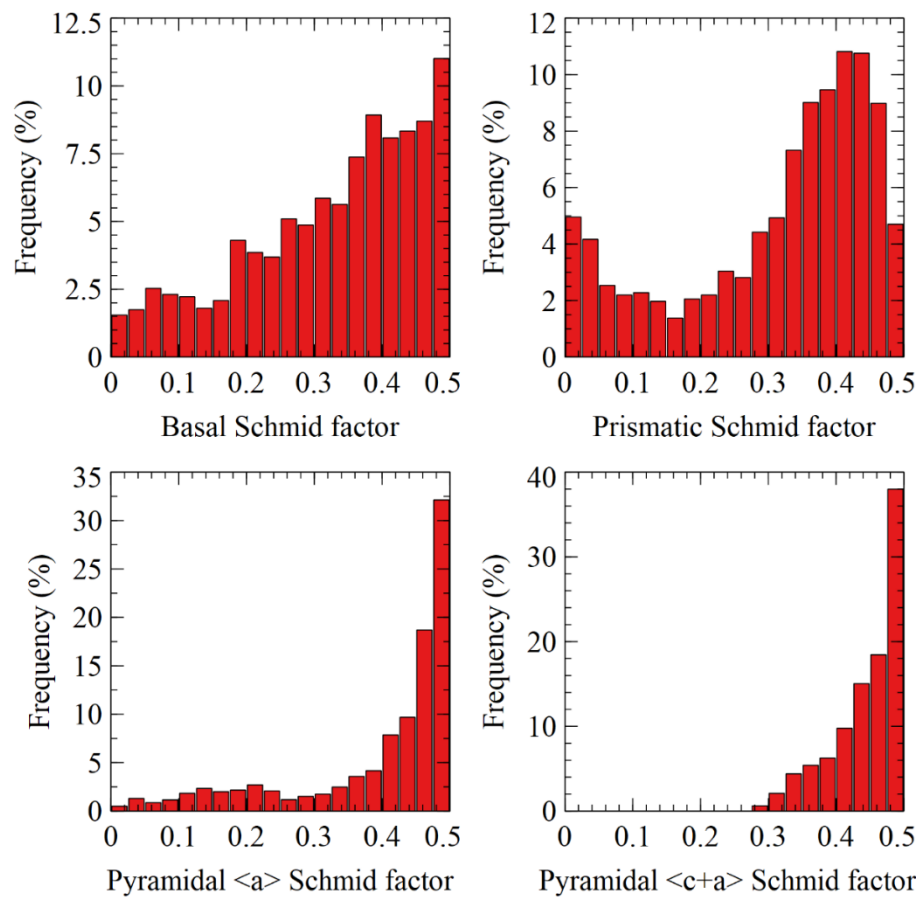 Frequency (%)
12.5
10
7.5
5
2.5
0
0 0.1 0.2 0.3 0.4 0.5
Basal Schmid factor
Frequency (%)
12
10
8
6
4
2
0
0 0.1 0.2 0.3 0.4 0.5
Prismatic Schmid factor
Frequency (%)
35
30
25
20
15
10
5
0
0 0.1 0.2 0.3 0.4 0.5
Pyramidal <a> Schmid factor
Frequency (%)
40
30
20
10
0
0 0.1 0.2 0.3 0.4 0.5
Pyramidal <c+a> Schmid factor